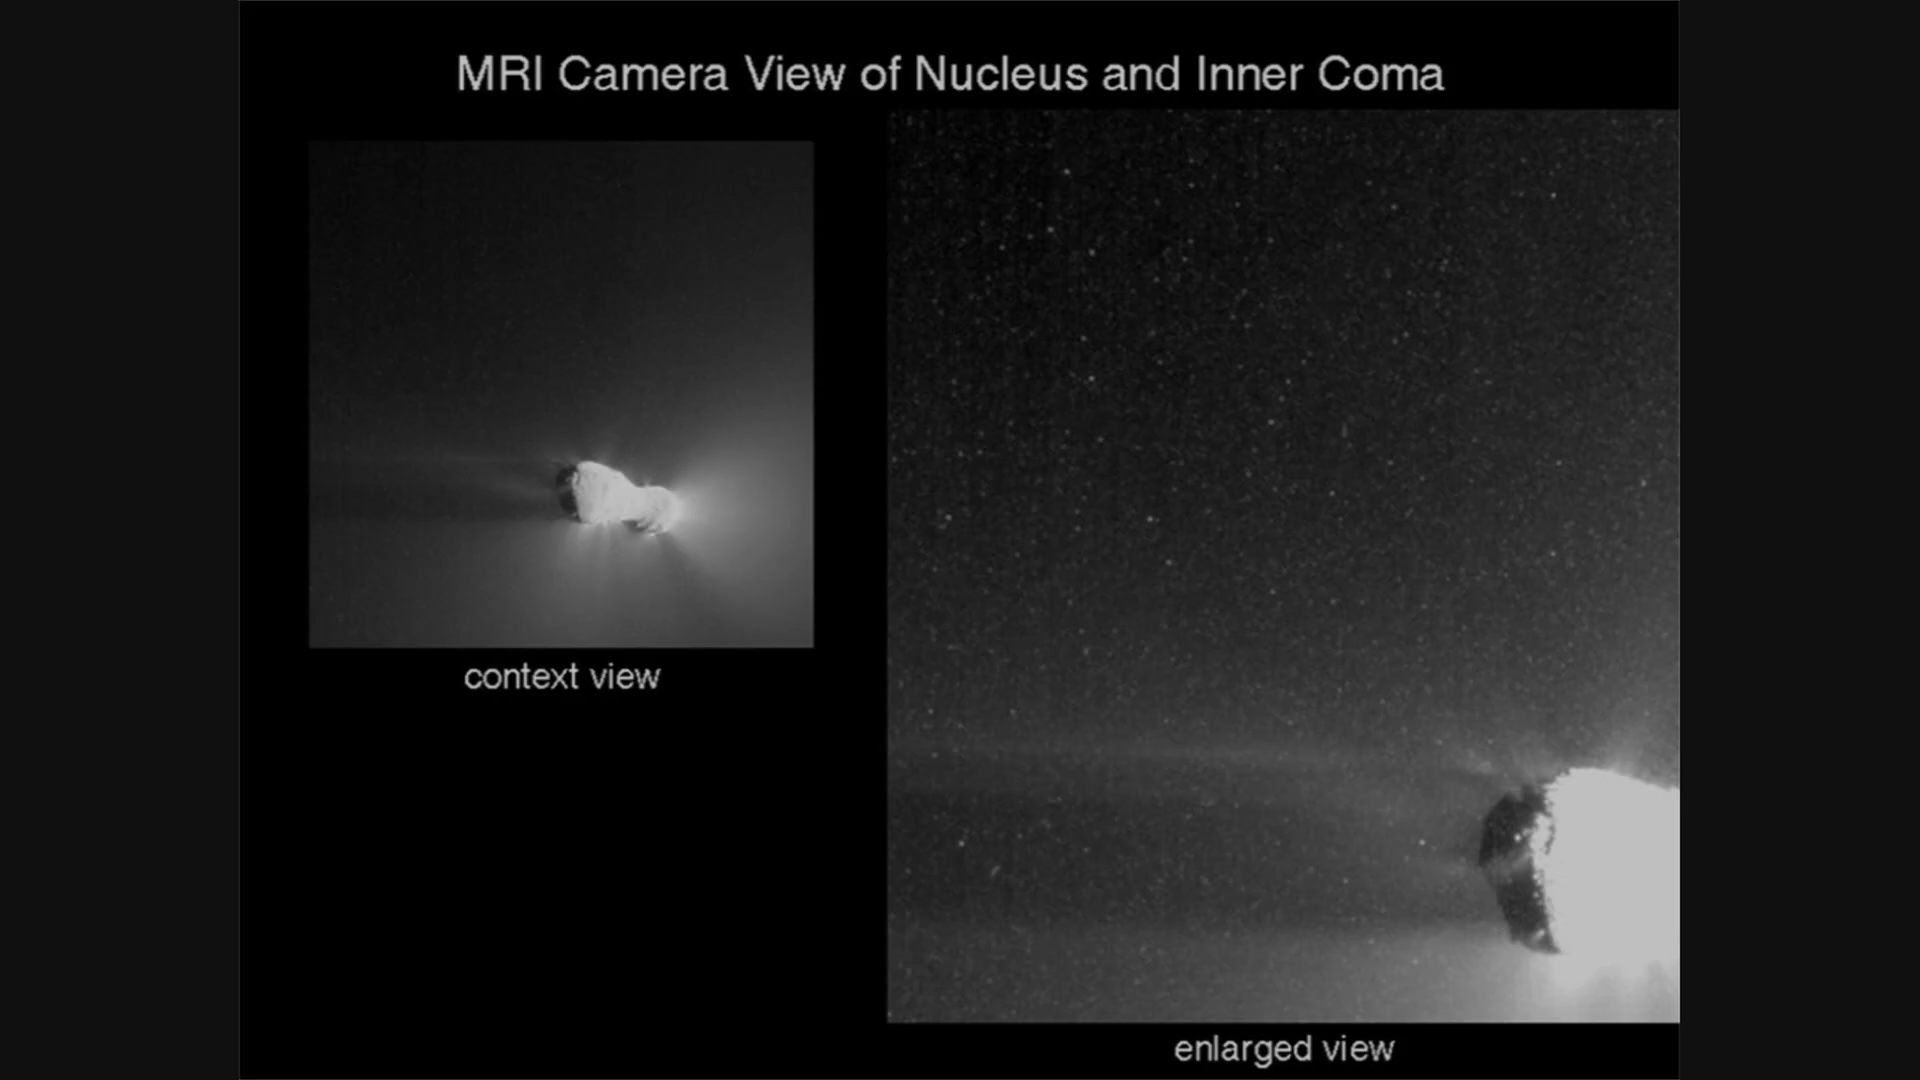 MRI Camera View of Nucleus and Inner Coma
context view
enlarged view